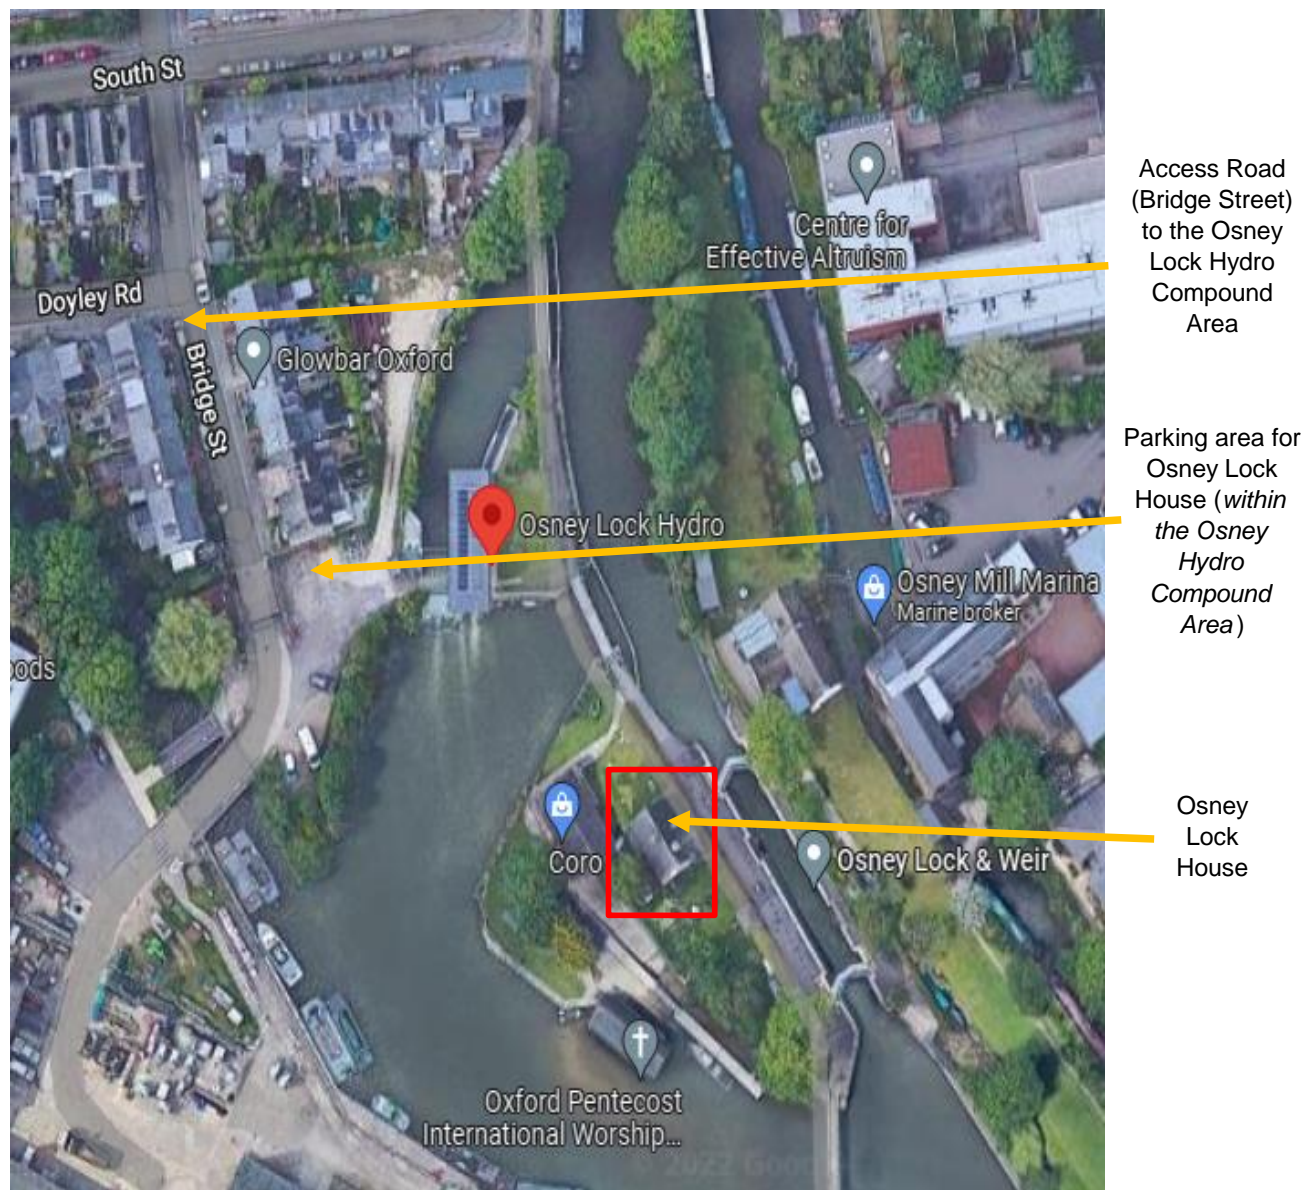 South St
Centre for
Effective Altruism
Doyley Rd
Bridge St
Glowbar Oxford
Osney Lock Hydro
Osney Mill Marina
Marine broker
oods
Coro
Osney Lock & Weir
Oxford Pentecost
International Worship...
Access Road
(Bridge Street)
to the Osney
Lock Hydro
Compound
Area
Parking area for
Osney Lock
House (within
the Osney
Hydro
Compound
Area)
Osney
Lock
House